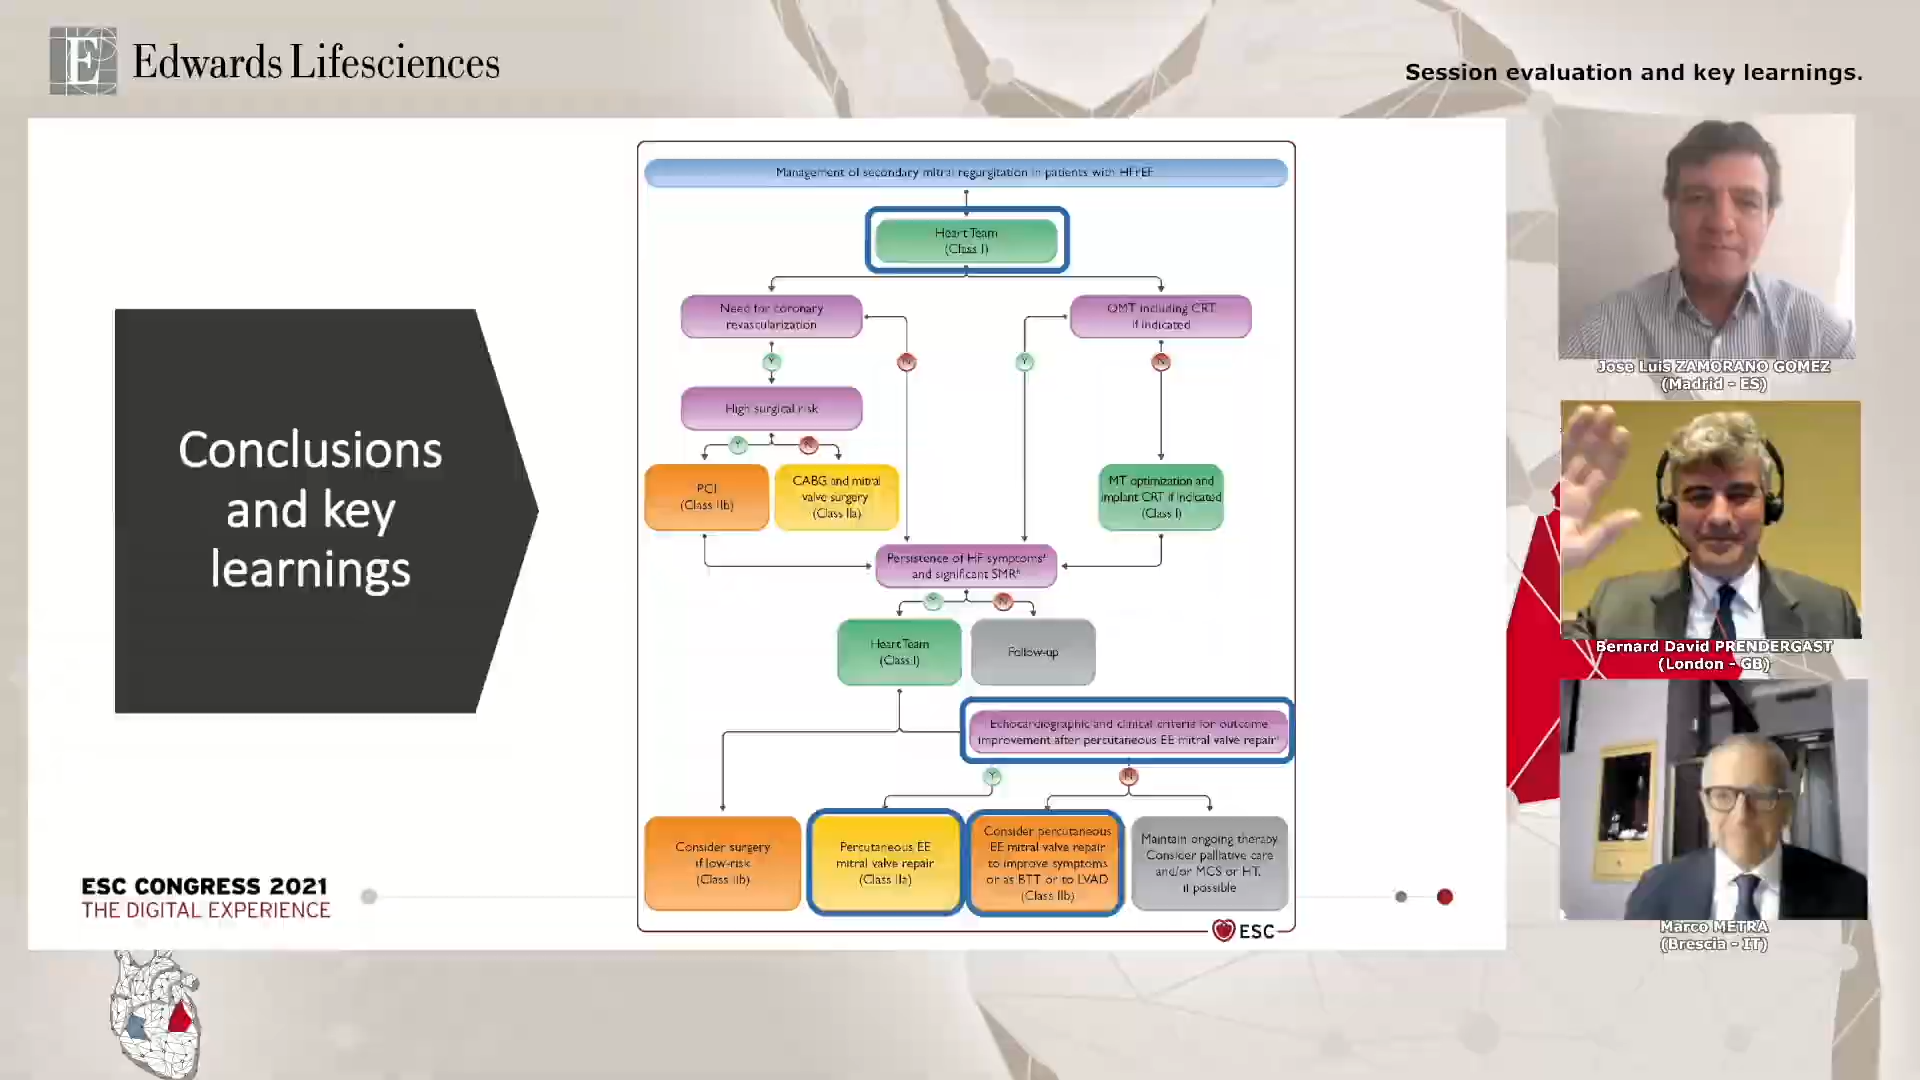 E Edwards Lifesciences
Session evaluation and key learnings.
Conclusions
and key
learnings
Management of secondary mitral regurgitation in patients with HFrEF
Heart Team
(Class I)
Need for coronary
revascularization
OMT including CRT
if indicated
Y
N
Y
N
High surgical risk
Y
N
PCI
(Class IIb)
CABG and mitral
valve surgery
(Class IIa)
MT optimization and
implant CRT if indicated
(Class I)
Persistence of HF symptoms
and significant SMR
Y
N
Heart Team
(Class I)
Follow-up
Echocardiographic and clinical criteria for outcome
improvement after percutaneous EE mitral valve repair
Y
N
Consider surgery
if low-risk
(Class IIb)
Percutaneous EE
mitral valve repair
(Class IIa)
Consider percutaneous
EE mitral valve repair
to improve symptoms
or as BTT or to LVAD
(Class IIb)
Maintain ongoing therapy
Consider palliative care
and/or MCS or HT,
if possible
ESC
ESC CONGRESS 2021
THE DIGITAL EXPERIENCE
Jose Luis ZAMORANO GOMEZ
(Madrid - ES)
Bernard David PRENDERGAST
(London - GB)
Marco METRA
(Brescia - IT)